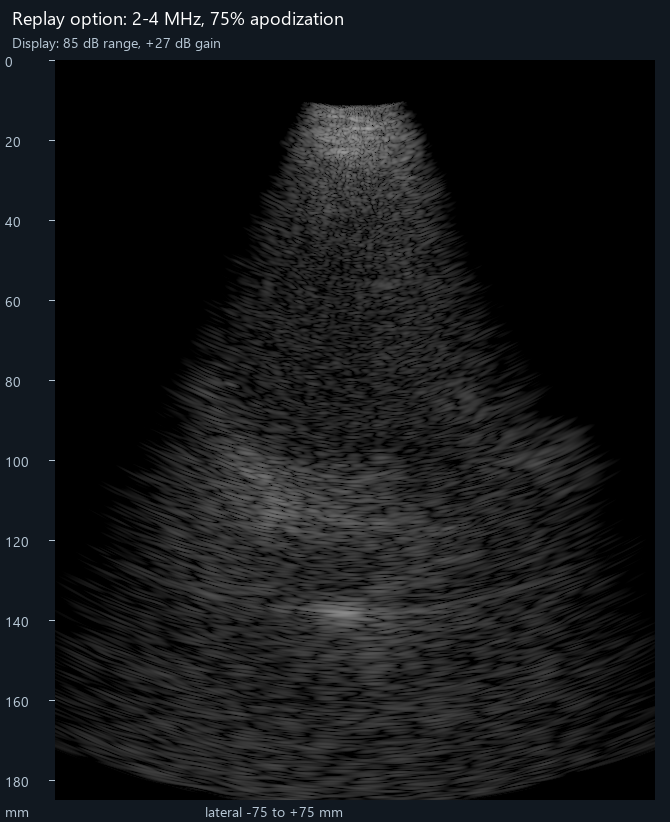 Replay option: 2-4 MHz, 75% apodization
Display: 85 dB range, +27 dB gain
0
20
40
60
80
100
120
140
160
180
mm
lateral -75 to +75 mm